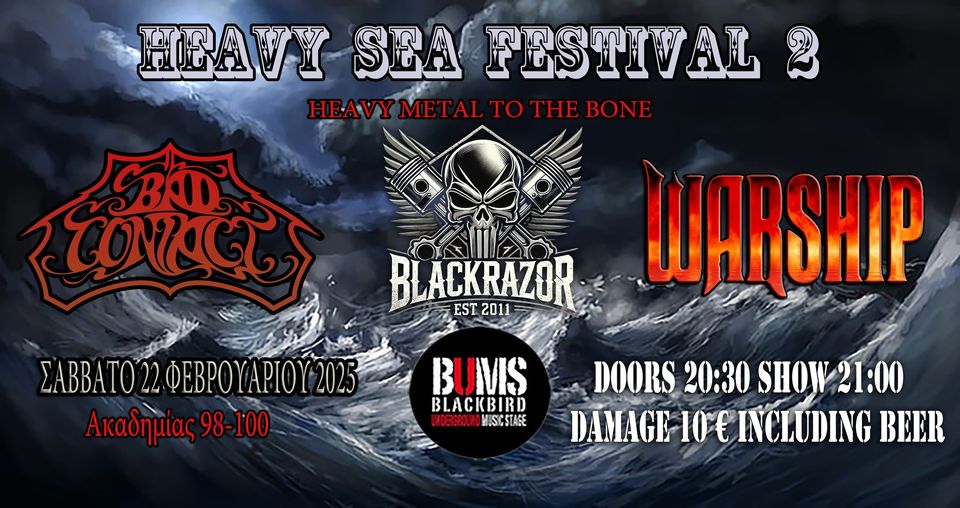 HEAVY SEA FESTIVAL 2
HEAVY METAL TO THE BONE
BAD
CONTACT
BLACKRAZOR
EST 2011
WARSHIP
ΣΑΒΒΑΤΟ 22 ΦΕΒΡΟΥΑΡΙΟΥ 2025
Ακαδημίας 98-100
BUMS
BLACKBIRD
UNDERGROUND MUSIC STAGE
DOORS 20:30 SHOW 21:00
DAMAGE 10 € INCLUDING BEER